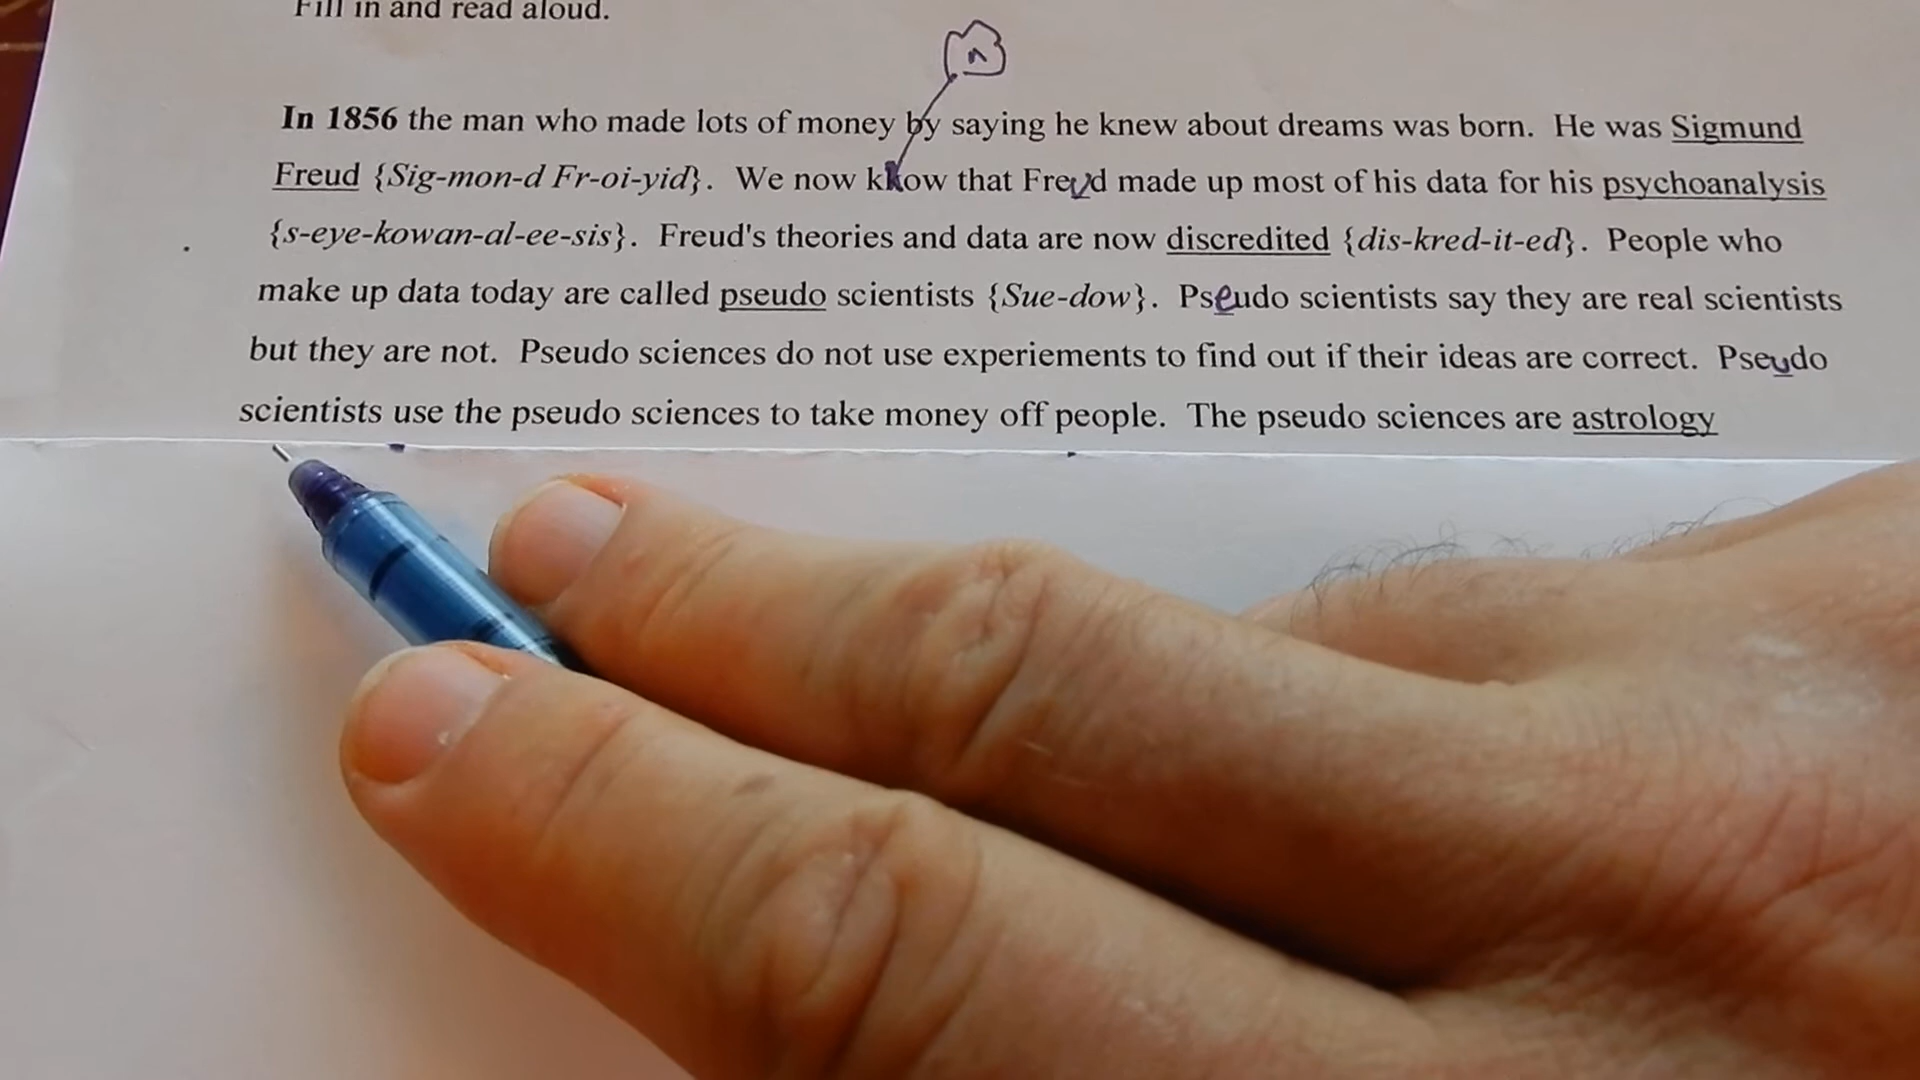 Fill in and read aloud.
n
In 1856 the man who made lots of money by saying he knew about dreams was born. He was Sigmund
Freud {Sig-mon-d Fr-oi-yid}. We now kkow that Freud made up most of his data for his psychoanalysis
{s-eye-kowan-al-ee-sis}. Freud's theories and data are now discredited {dis-kred-it-ed}. People who
make up data today are called pseudo scientists {Sue-dow}. Pseudo scientists say they are real scientists
but they are not. Pseudo sciences do not use experiements to find out if their ideas are correct. Pseudo
scientists use the pseudo sciences to take money off people. The pseudo sciences are astrology